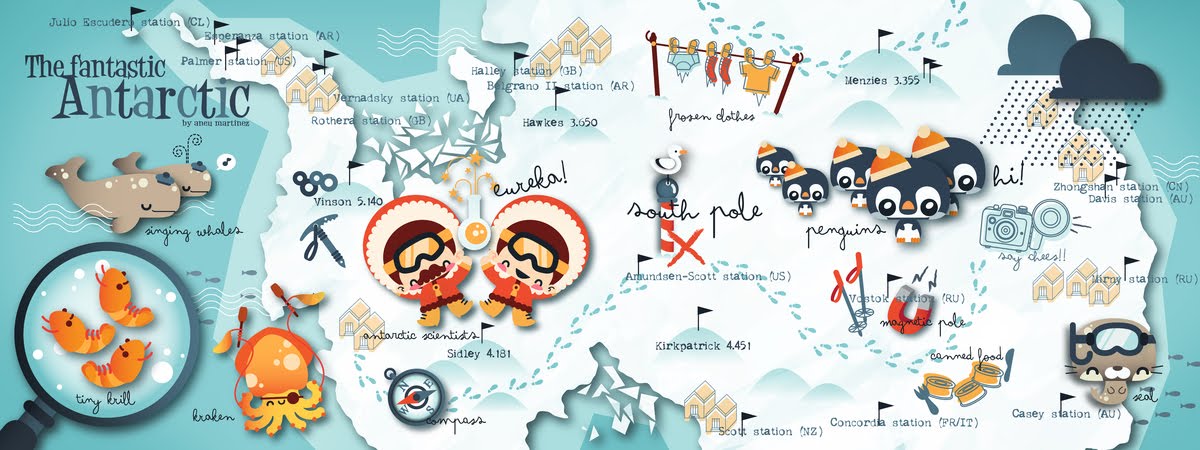 Julio Escudero station (CL)
Esperanza station (AR)
Palmer station (US)
The fantastic
Antarctic
by aneu martinez
Vernadsky station (UA)
Rothera station (GB)
Halley station (GB)
Belgrano II station (AR)
Hawkes 3.650
frozen clothes
Menzies 3.355
singing whales
Vinson 5.140
eureka!
south pole
penguins
hi!
Zhongshan station (CN)
Davis station (AU)
say chees!!
Amundsen-Scott station (US)
Mirny station (RU)
Vostok station (RU)
magnetic pole
antarctic scientists
Sidley 4.181
Kirkpatrick 4.451
canned food
tiny krill
kraken
N
E
S
W
compass
Scott station (NZ)
Concordia station (FR/IT)
Casey station (AU)
seal